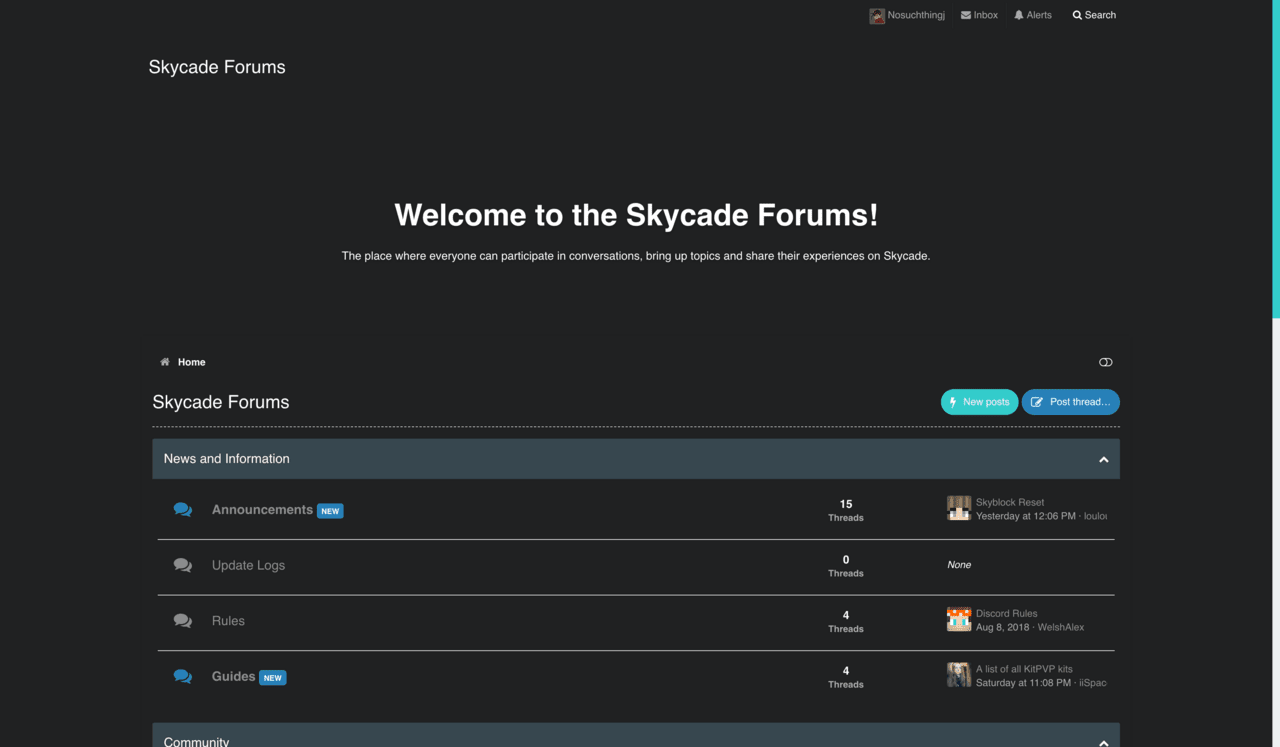 Nosuchthingj Inbox Alerts Search
Skycade Forums
Welcome to the Skycade Forums!
The place where everyone can participate in conversations, bring up topics and share their experiences on Skycade.
Home
Skycade Forums New posts Post thread...
News and Information
Announcements NEW 15 Threads Skyblock Reset
Yesterday at 12:06 PM ·
Update Logs 0 Threads None
Rules 4 Threads Discord Rules
Aug 8, 2018 · WelshAlex
Guides NEW 4 Threads A list of all KitPVP kits
Saturday at 11:08 PM · iiSpac
Community